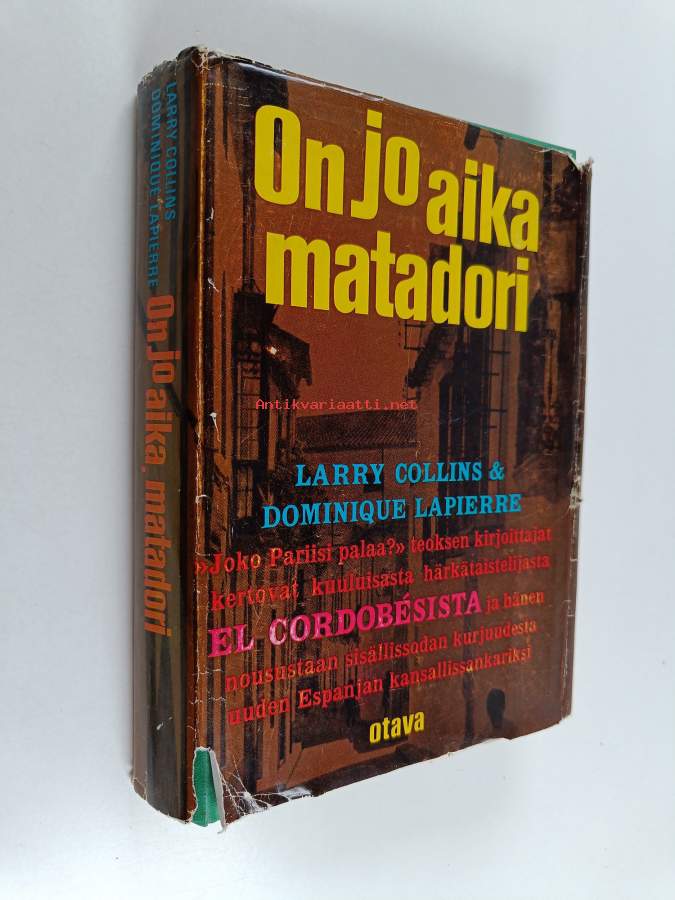 LARRY COLLINS
DOMINIQUE LAPIERRE
On jo aika, matadori
On jo aika
matadori
Antikvariaatti.net
LARRY COLLINS &
DOMINIQUE LAPIERRE
»Joko Pariisi palaa?» teoksen kirjoittajat
kertovat kuuluisasta härkätaistelijasta
EL CORDOBÉSISTA ja hänen
nousustaan sisällissodan kurjuudesta
uuden Espanjan kansallissankariksi
otava